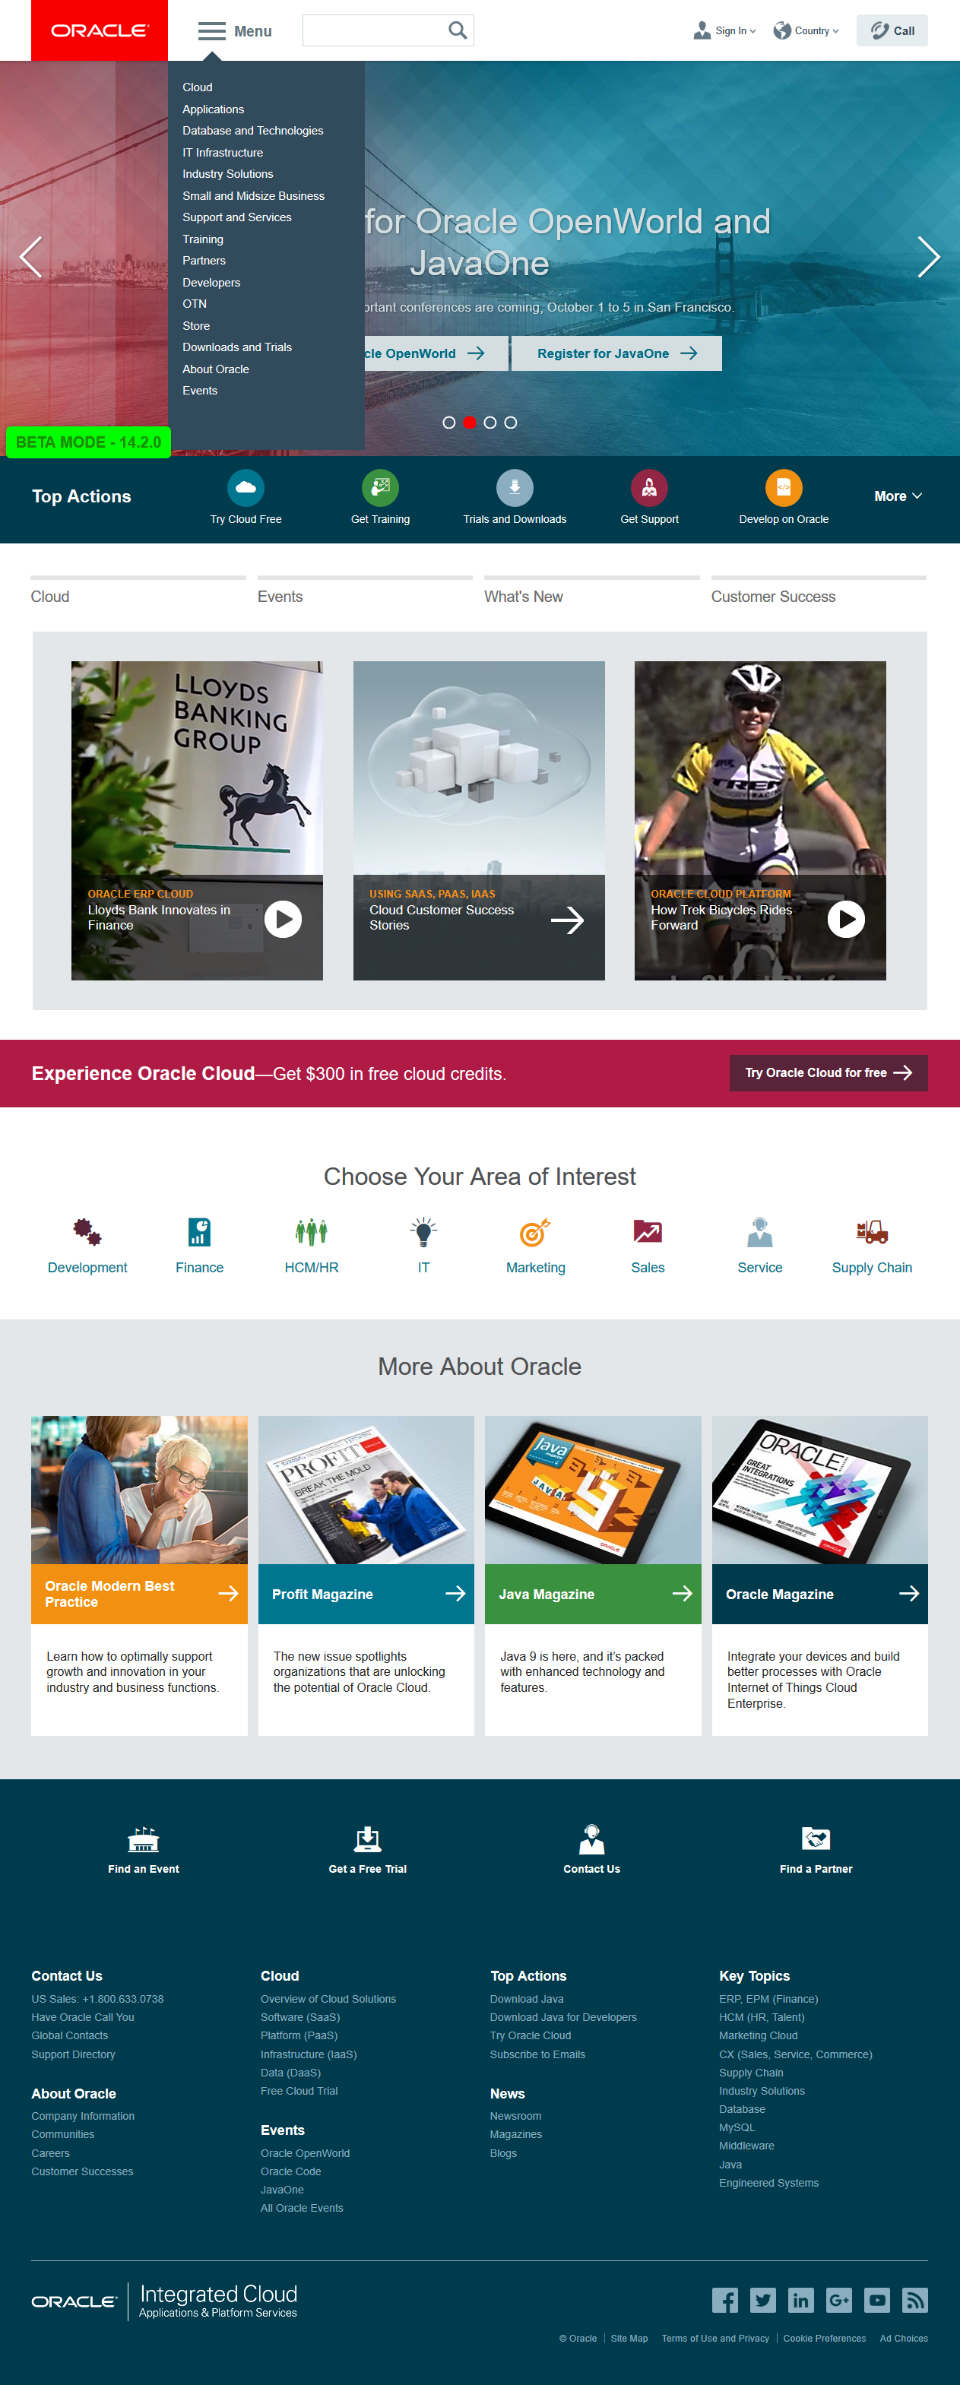 ORACLE
Menu
Sign In
Country
Call
Cloud
Applications
Database and Technologies
IT Infrastructure
Industry Solutions
Small and Midsize Business
Support and Services
Training
Partners
Developers
OTN
Store
Downloads and Trials
About Oracle
Events
for Oracle OpenWorld and
JavaOne
conferences are coming, October 1 to 5 in San Francisco.
OpenWorld
Register for JavaOne
BETA MODE - 14.2.0
Top Actions
Try Cloud Free
Get Training
Trials and Downloads
Get Support
Develop on Oracle
More
Cloud
Events
What's New
Customer Success
LLOYDS
BANKING
GROUP
ORACLE ERP CLOUD
Lloyds Bank Innovates in
Finance
USING SAAS, PAAS, IAAS
Cloud Customer Success
Stories
TREK
ORACLE CLOUD PLATFORM
How Trek Bicycles Rides
Forward
Experience Oracle Cloud—Get $300 in free cloud credits.
Try Oracle Cloud for free
Choose Your Area of Interest
Development
Finance
HCM/HR
IT
Marketing
Sales
Service
Supply Chain
More About Oracle
PROFIT
BREAK THE MOLD
java
JAVA
ORACLE
GREAT
INTEGRATIONS
Oracle Modern Best
Practice
Profit Magazine
Java Magazine
Oracle Magazine
Learn how to optimally support
growth and innovation in your
industry and business functions.
The new issue spotlights
organizations that are unlocking
the potential of Oracle Cloud.
Java 9 is here, and it's packed
with enhanced technology and
features.
Integrate your devices and build
better processes with Oracle
Internet of Things Cloud
Enterprise.
Find an Event
Get a Free Trial
Contact Us
Find a Partner
Contact Us
US Sales: +1.800.633.0738
Have Oracle Call You
Global Contacts
Support Directory
About Oracle
Company Information
Communities
Careers
Customer Successes
Cloud
Overview of Cloud Solutions
Software (SaaS)
Platform (PaaS)
Infrastructure (IaaS)
Data (DaaS)
Free Cloud Trial
Events
Oracle OpenWorld
Oracle Code
JavaOne
All Oracle Events
Top Actions
Download Java
Download Java for Developers
Try Oracle Cloud
Subscribe to Emails
News
Newsroom
Magazines
Blogs
Key Topics
ERP, EPM (Finance)
HCM (HR, Talent)
Marketing Cloud
CX (Sales, Service, Commerce)
Supply Chain
Industry Solutions
Database
MySQL
Middleware
Java
Engineered Systems
ORACLE
Integrated Cloud
Applications & Platform Services
© Oracle
Site Map
Terms of Use and Privacy
Cookie Preferences
Ad Choices